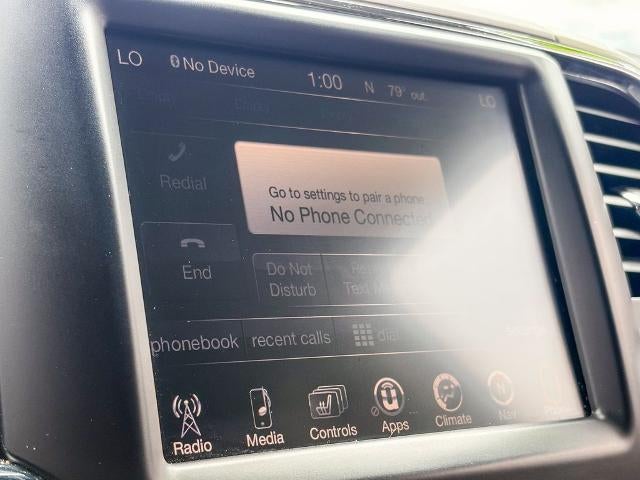 LO No Device 1:00 N 79° out. LO
Redial
Go to settings to pair a phone
No Phone Connected
End
Do Not
Disturb
Text
phonebook recent calls dial
Radio Media Controls Apps Climate Nav